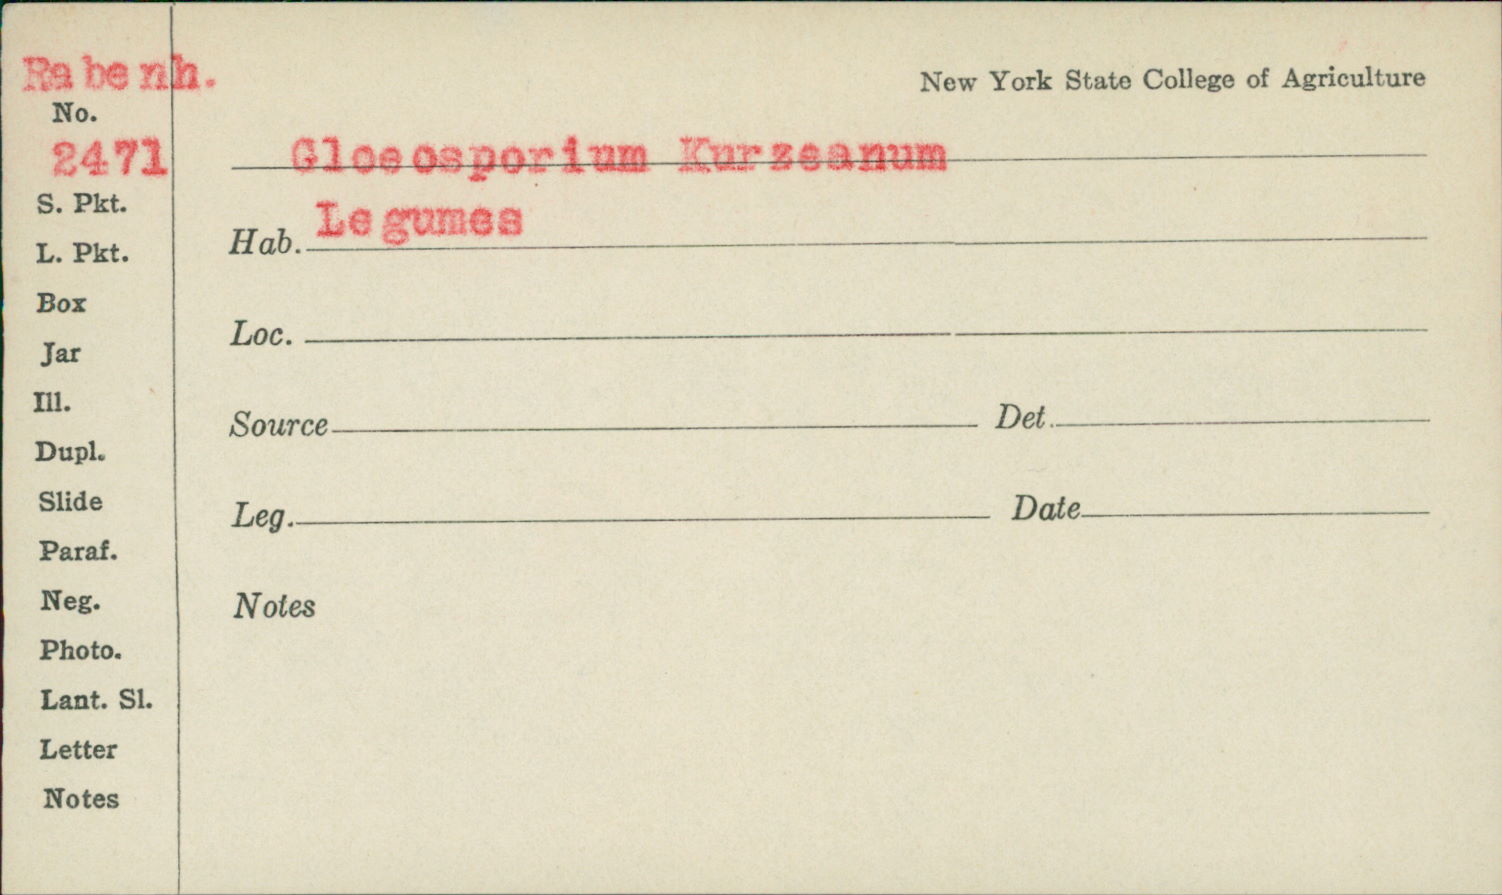 Rabenh.
New York State College of Agriculture
No.
2471
Gloeosporium Kurzeanum
S. Pkt.
Hab. Legumes
L. Pkt.
Box
Loc.
Jar
Ill.
Source Det.
Dupl.
Slide
Leg. Date
Paraf.
Neg.
Notes
Photo.
Lant. Sl.
Letter
Notes